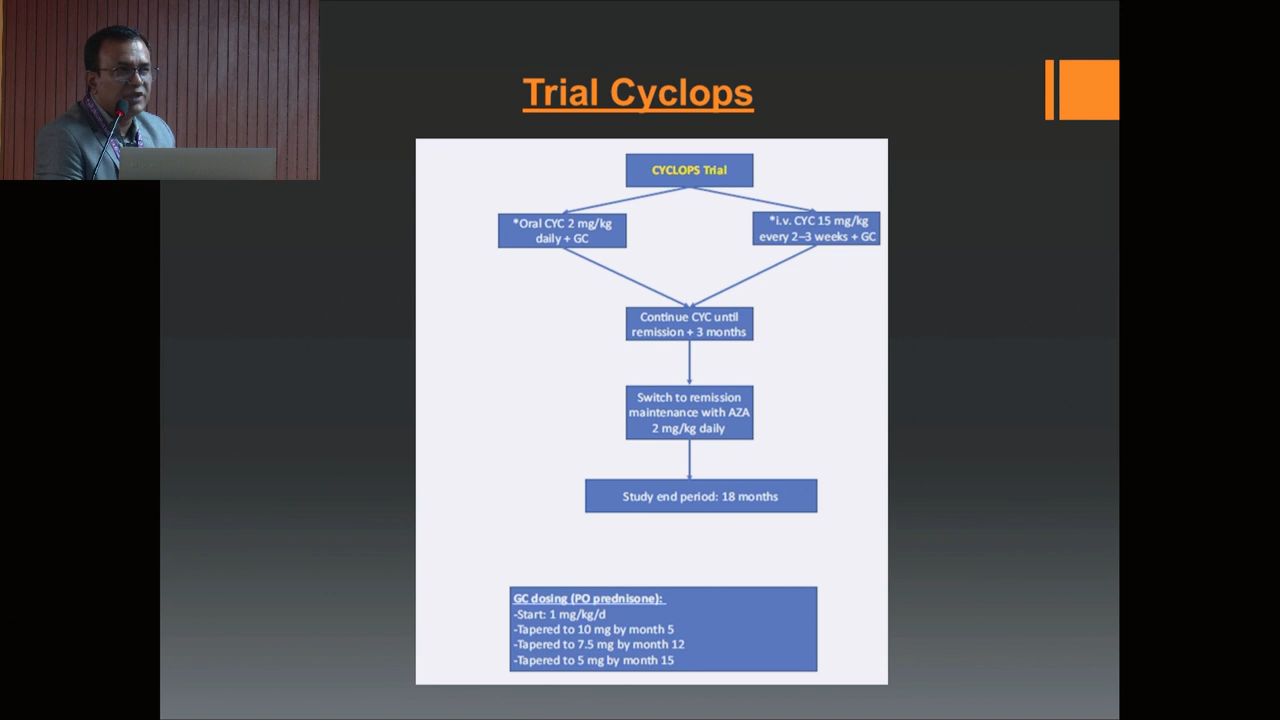 Trial Cyclops
CYCLOPS Trial
*Oral CYC 2 mg/kg
daily + GC
*i.v. CYC 15 mg/kg
every 2–3 weeks + GC
Continue CYC until
remission + 3 months
Switch to remission
maintenance with AZA
2 mg/kg daily
Study end period: 18 months
GC dosing (PO prednisone):
-Start: 1 mg/kg/d
-Tapered to 10 mg by month 5
-Tapered to 7.5 mg by month 12
-Tapered to 5 mg by month 15